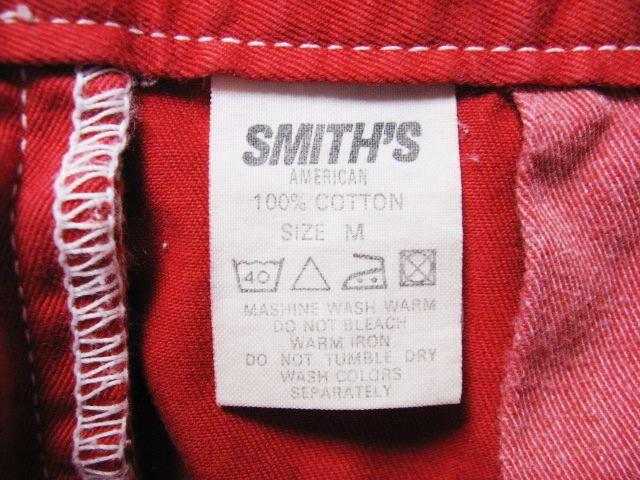 SMITH'S
AMERICAN
100% COTTON
SIZE M
40
MASHINE WASH WARM
DO NOT BLEACH
WARM IRON
DO NOT TUMBLE DRY
WASH COLORS
SEPARATELY